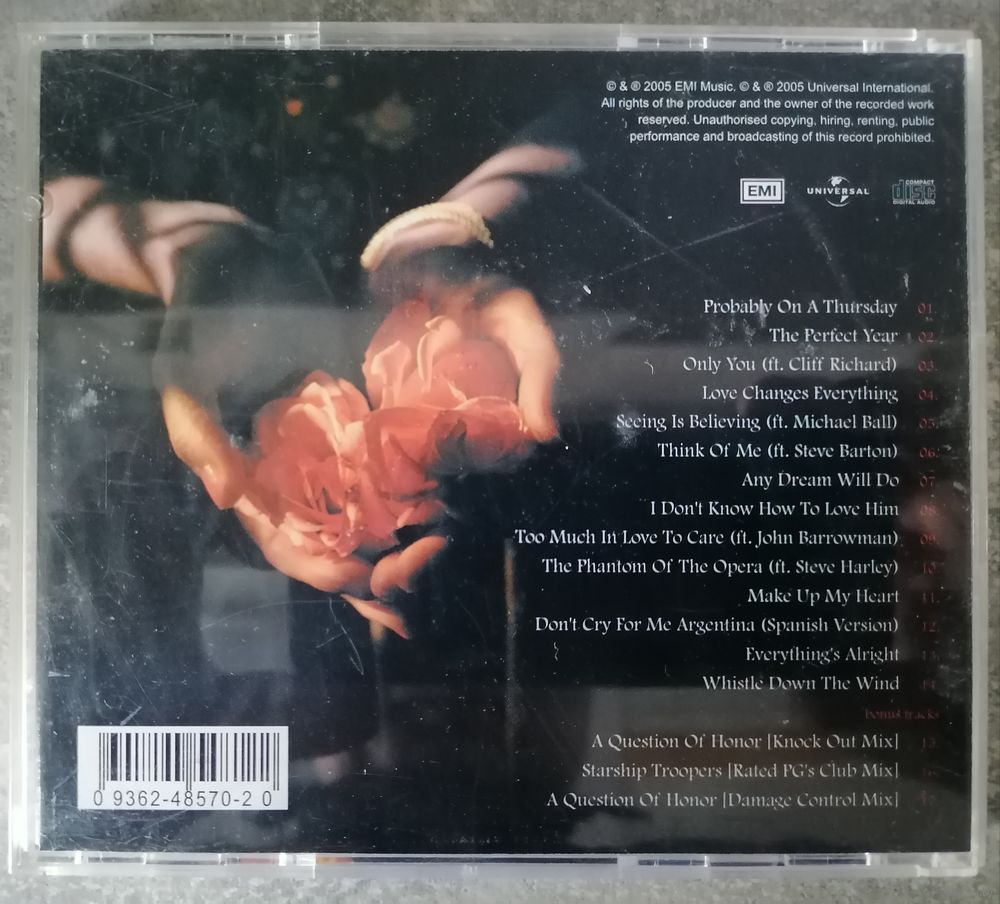 © & ® 2005 EMI Music. © & ® 2005 Universal International.
All rights of the producer and the owner of the recorded work
reserved. Unauthorised copying, hiring, renting, public
performance and broadcasting of this record prohibited.
EMI UNIVERSAL COMPACT disc DIGITAL AUDIO
Probably On A Thursday 01.
The Perfect Year 02.
Only You (ft. Cliff Richard) 03.
Love Changes Everything 04.
Seeing Is Believing (ft. Michael Ball) 05.
Think Of Me (ft. Steve Barton) 06.
Any Dream Will Do 07.
I Don't Know How To Love Him 08.
Too Much In Love To Care (ft. John Barrowman) 09.
The Phantom Of The Opera (ft. Steve Harley) 10.
Make Up My Heart 11.
Don't Cry For Me Argentina (Spanish Version) 12.
Everything's Alright 13.
Whistle Down The Wind 14.
bonus tracks
A Question Of Honor [Knock Out Mix] 15.
Starship Troopers [Rated PG's Club Mix] 16.
A Question Of Honor [Damage Control Mix] 17.
0 9362-48570-2 0